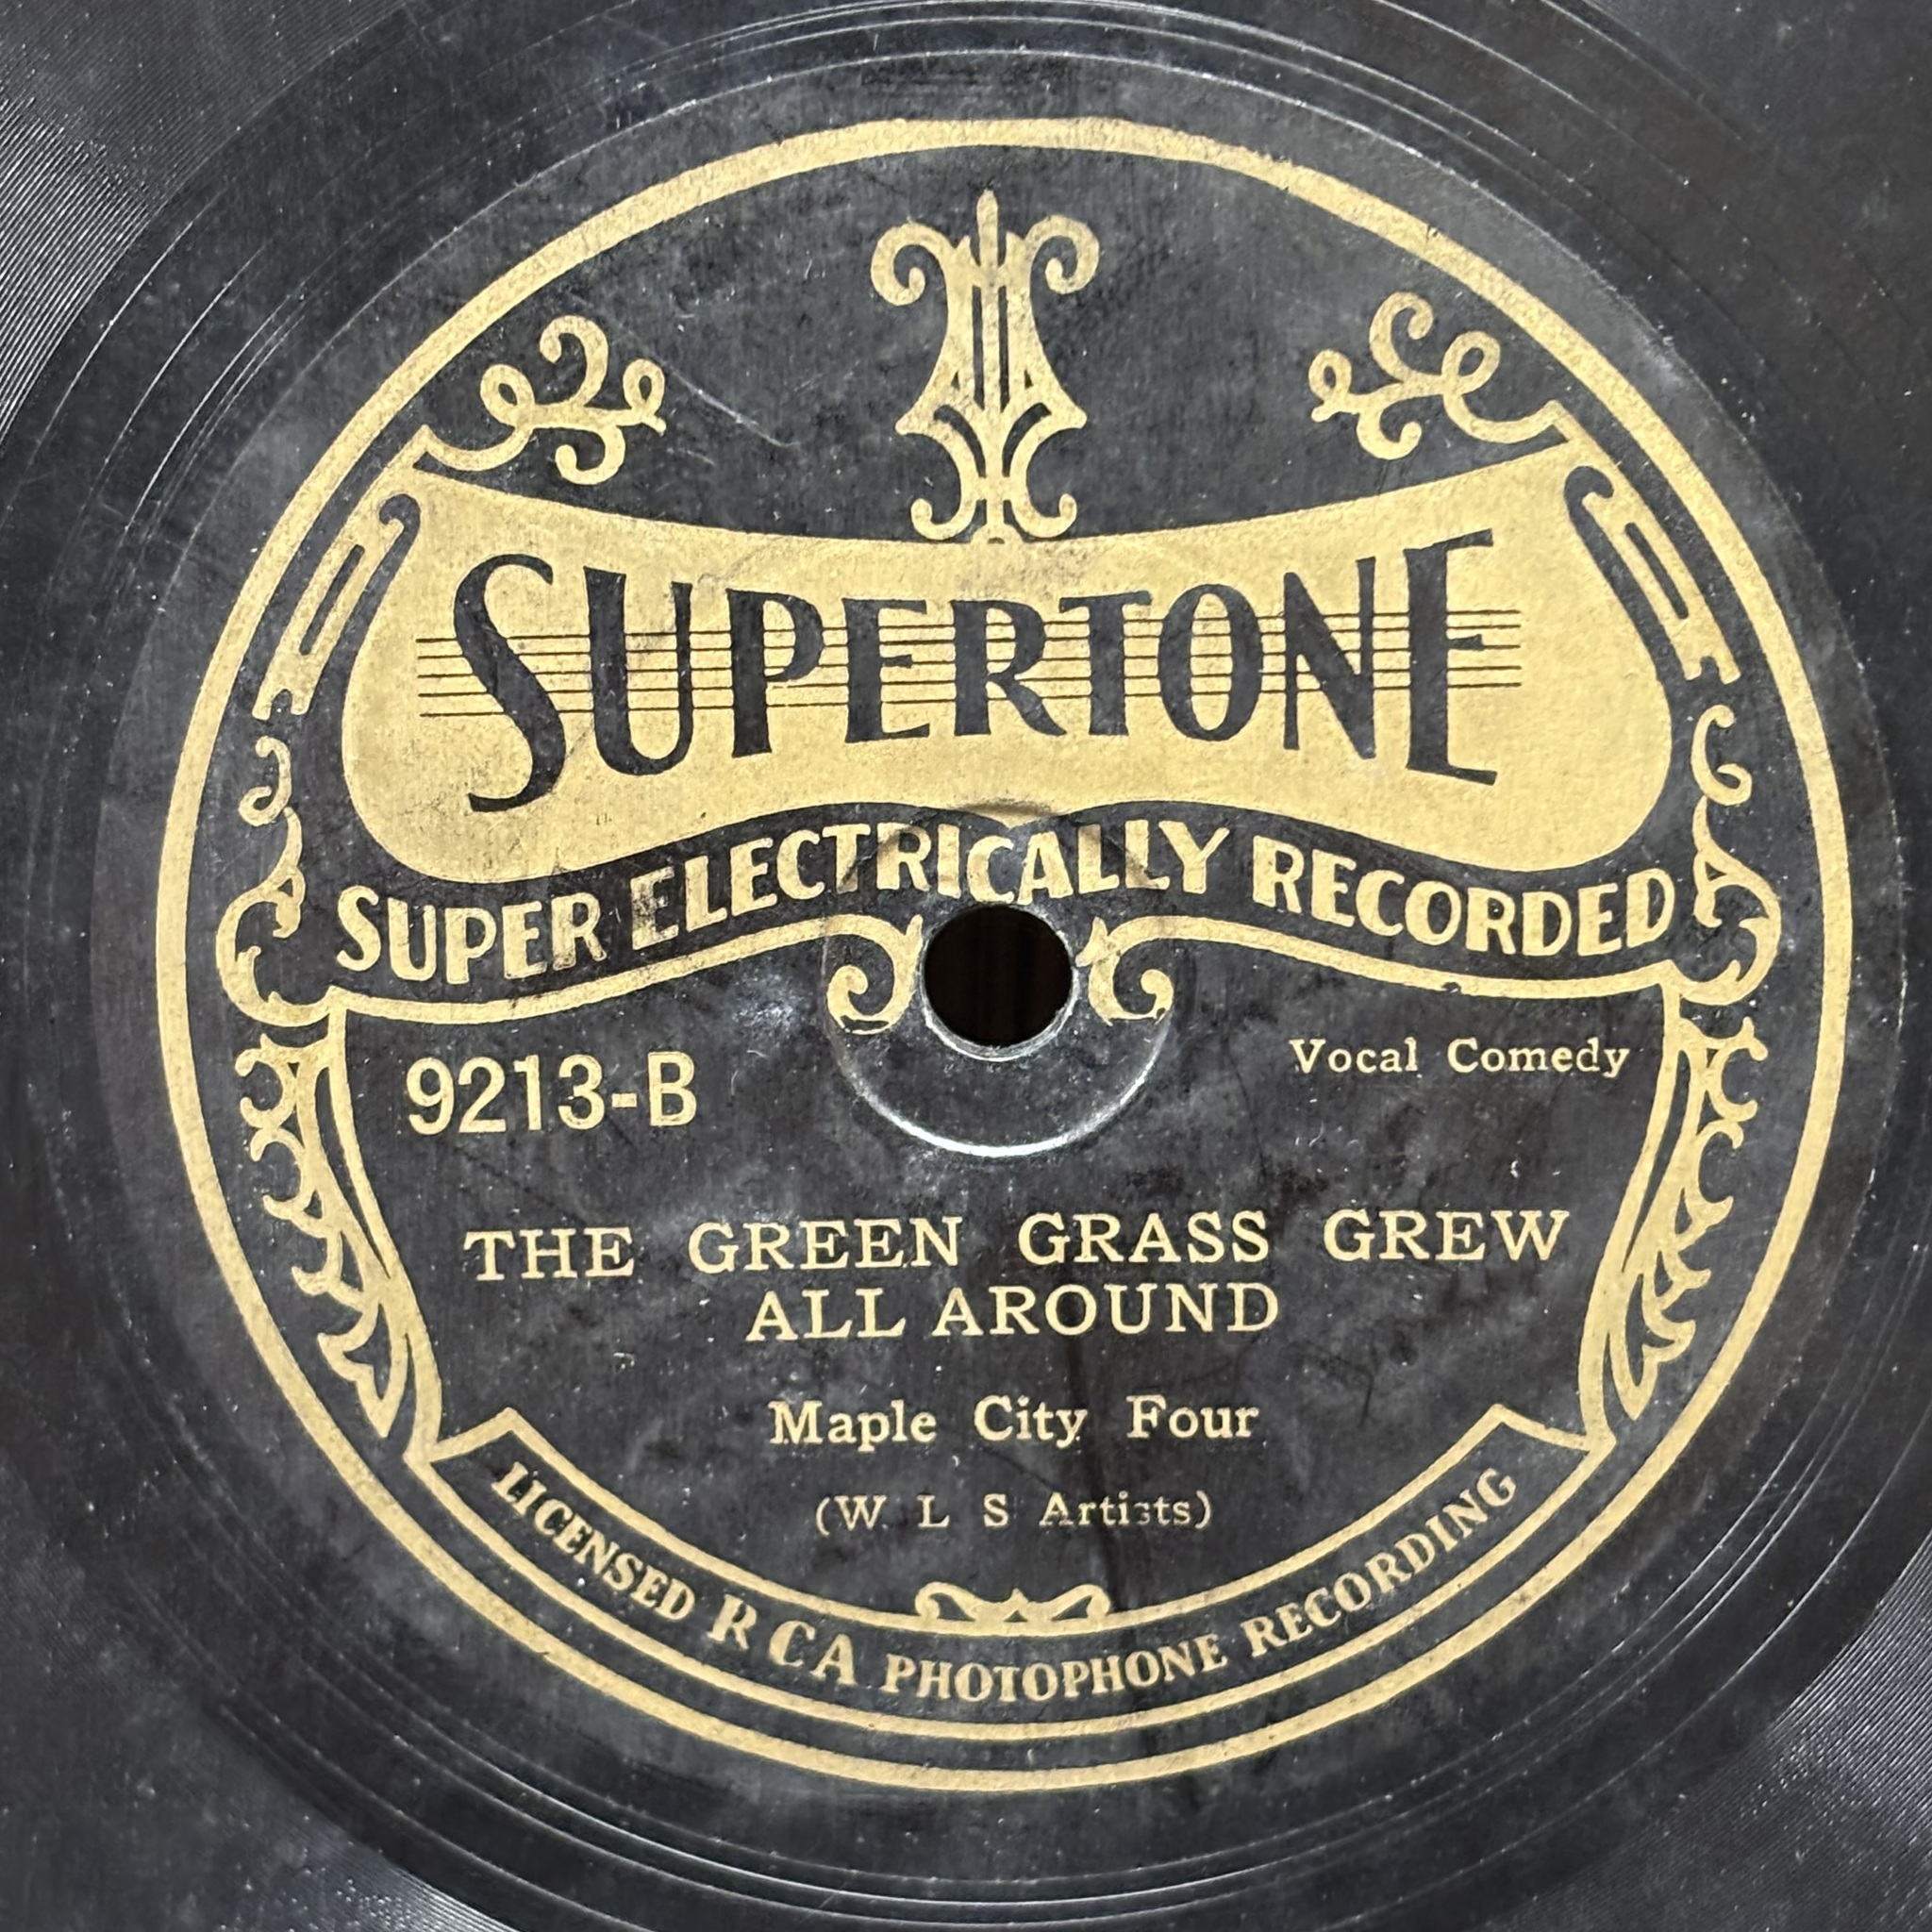 SUPERTONE
SUPER ELECTRICALLY RECORDED
9213-B
Vocal Comedy
THE GREEN GRASS GREW
ALL AROUND
Maple City Four
(W. L S Artists)
LICENSED R C A PHOTOPHONE RECORDING